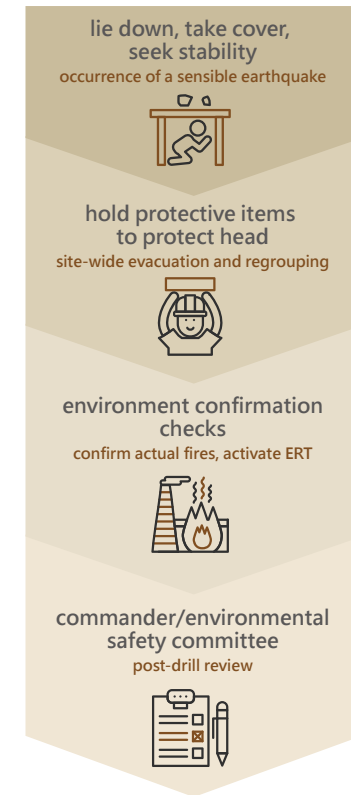 lie down, take cover,
seek stability
occurrence of a sensible earthquake
hold protective items
to protect head
site-wide evacuation and regrouping
environment confirmation
checks
confirm actual fires, activate ERT
commander/environmental
safety committee
post-drill review